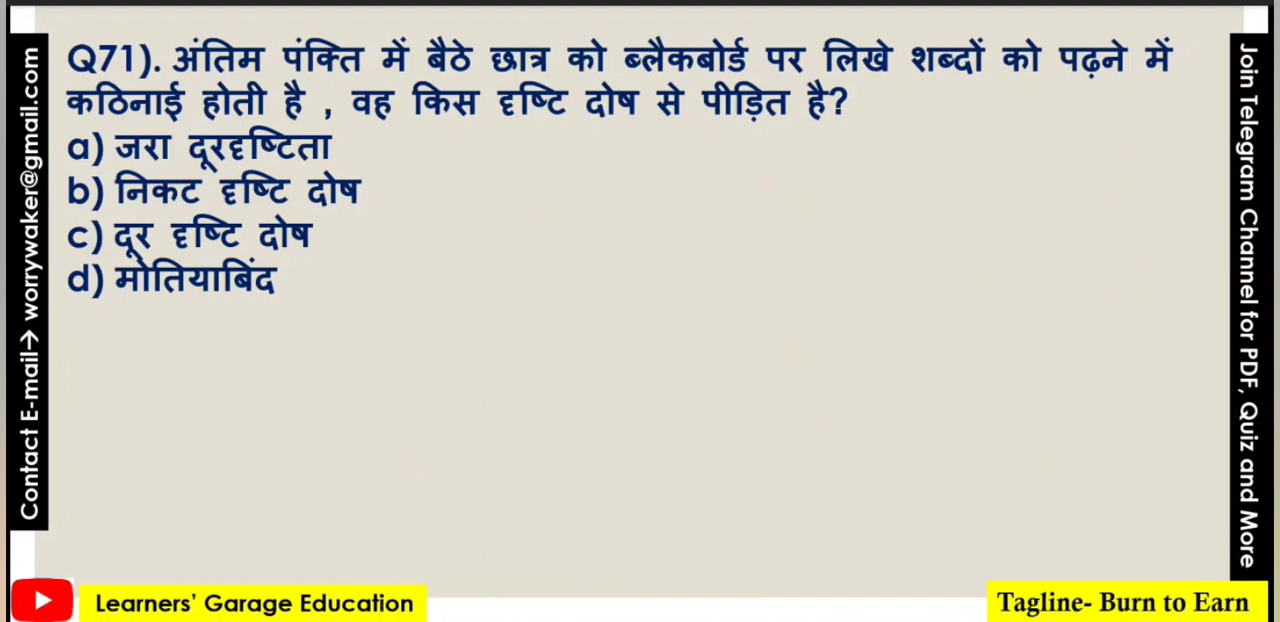 Q71). अंतिम पंक्ति में बैठे छात्र को ब्लैकबोर्ड पर लिखे शब्दों को पढ़ने में
कठिनाई होती है , वह किस दृष्टि दोष से पीड़ित है?
a) जरा दूरदृष्टिता
b) निकट दृष्टि दोष
c) दूर दृष्टि दोष
d) मोतियाबिंद
Contact E-mail→ worrywaker@gmail.com
Join Telegram Channel for PDF, Quiz and More
Learners’ Garage Education
Tagline- Burn to Earn